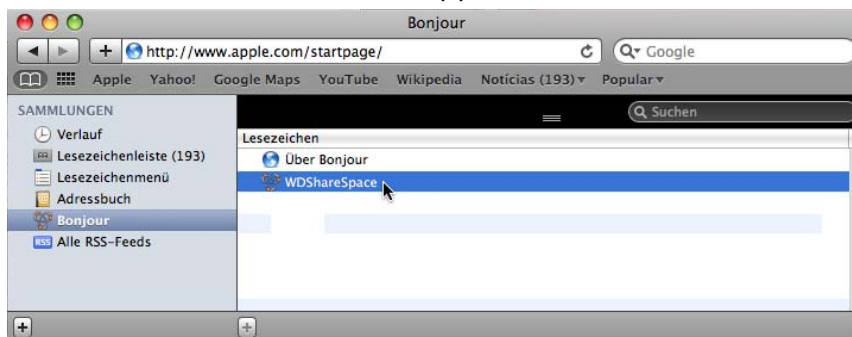 Bonjour
http://www.apple.com/startpage/
Google
Apple Yahoo! Google Maps YouTube Wikipedia Notícias (193) Popular
SAMMLUNGEN
Suchen
Verlauf
Lesezeichen
Lesezeichenleiste (193)
Über Bonjour
Lesezeichenmenü
WDShareSpace
Adressbuch
Bonjour
RSS Alle RSS-Feeds